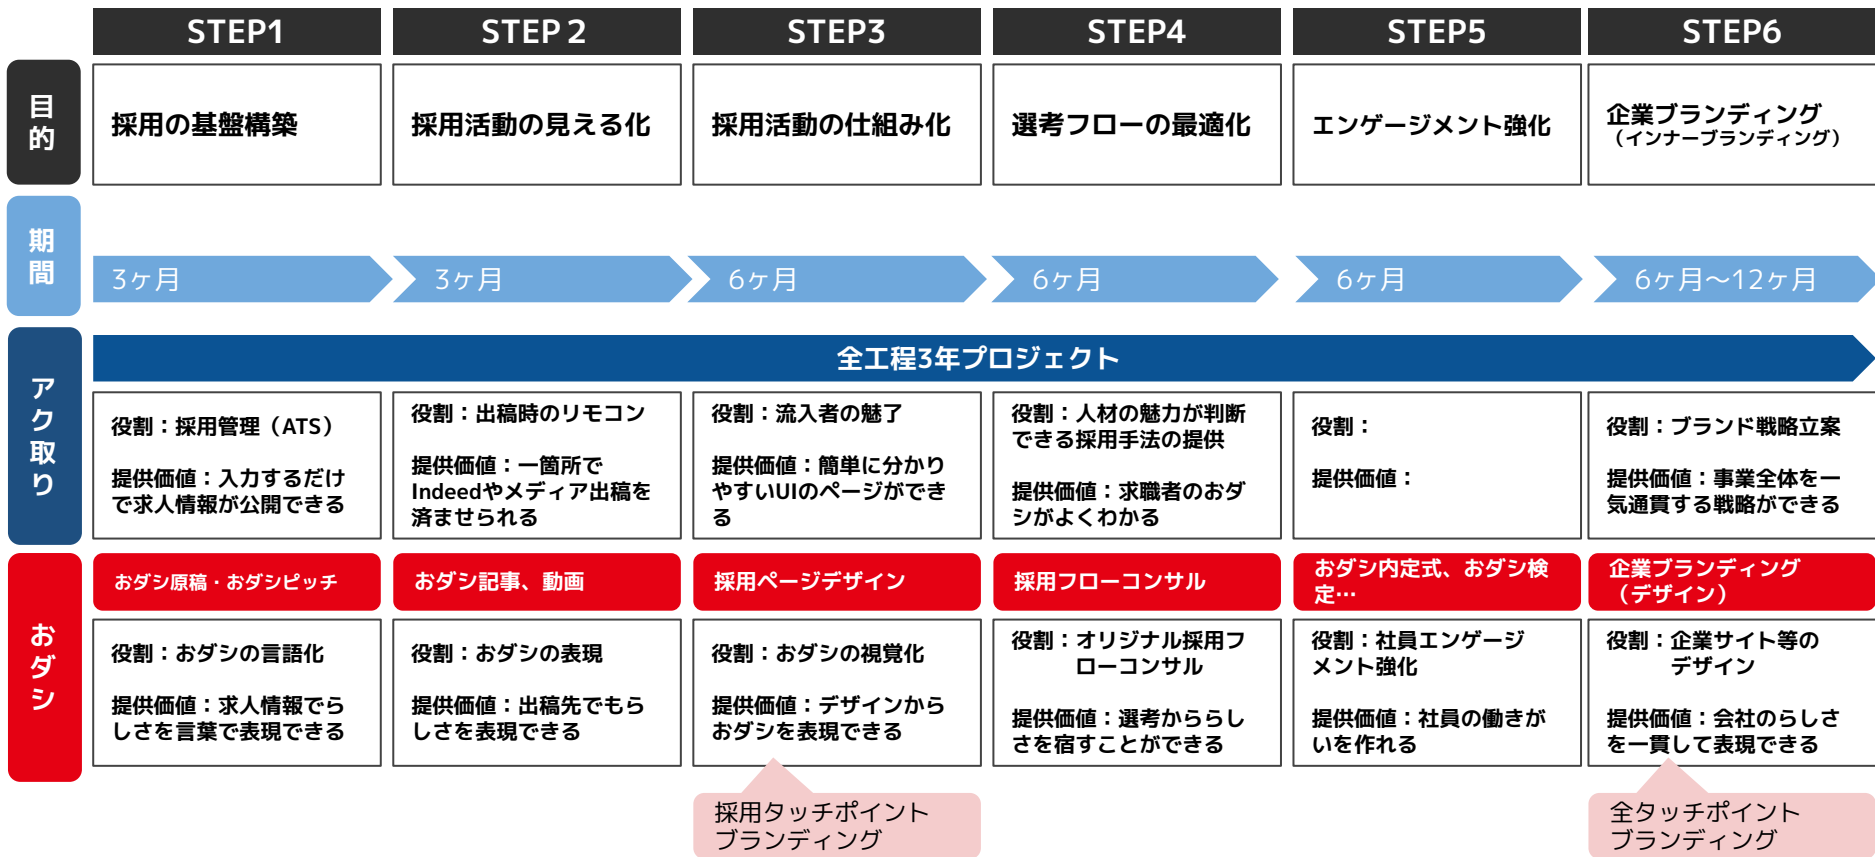 STEP1
STEP２
STEP3
STEP4
STEP5
STEP6
目的
採用の基盤構築
採用活動の見える化
採用活動の仕組み化
選考フローの最適化
エンゲージメント強化
企業ブランディング
（インナーブランディング）
期間
3ヶ月
3ヶ月
6ヶ月
6ヶ月
6ヶ月
6ヶ月〜12ヶ月
アク取り
全工程3年プロジェクト
役割：採用管理（ATS）
提供価値：入力するだけ
で求人情報が公開できる
役割：出稿時のリモコン
提供価値：一箇所で
Indeedやメディア出稿を
済ませられる
役割：流入者の魅了
提供価値：簡単に分かり
やすいUIのページができ
る
役割：人材の魅力が判断
できる採用手法の提供
提供価値：求職者のおダ
シがよくわかる
役割：
提供価値：
役割：ブランド戦略立案
提供価値：事業全体を一
気通貫する戦略ができる
おダシ
おダシ原稿・おダシピッチ
おダシ記事、動画
採用ページデザイン
採用フローコンサル
おダシ内定式、おダシ検
定…
企業ブランディング
（デザイン）
役割：おダシの言語化
提供価値：求人情報でら
しさを言葉で表現できる
役割：おダシの表現
提供価値：出稿先でもら
しさを表現できる
役割：おダシの視覚化
提供価値：デザインから
おダシを表現できる
役割：オリジナル採用フ
ローコンサル
提供価値：選考かららし
さを宿すことができる
役割：社員エンゲージ
メント強化
提供価値：社員の働きが
いを作れる
役割：企業サイト等の
デザイン
提供価値：会社のらしさ
を一貫して表現できる
採用タッチポイント
ブランディング
全タッチポイント
ブランディング